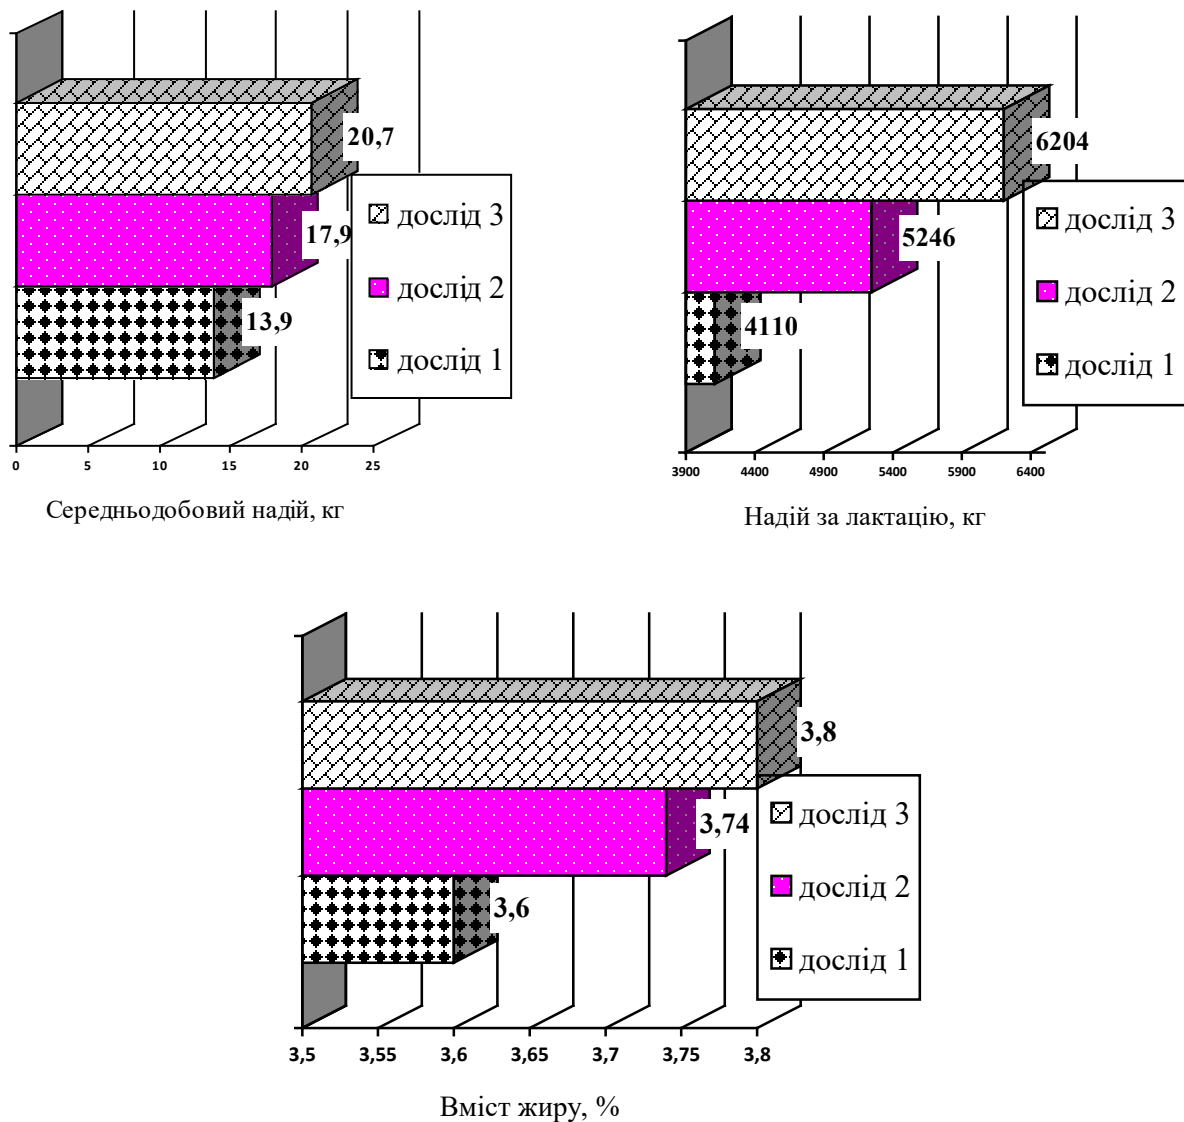 20,7
17,9
13,9
дослід 3
дослід 2
дослід 1
0 5 10 15 20 25
Середньодобовий надій, кг
6204
5246
4110
дослід 3
дослід 2
дослід 1
3900 4400 4900 5400 5900 6400
Надій за лактацію, кг
3,8
3,74
3,6
дослід 3
дослід 2
дослід 1
3,5 3,55 3,6 3,65 3,7 3,75 3,8
Вміст жиру, %